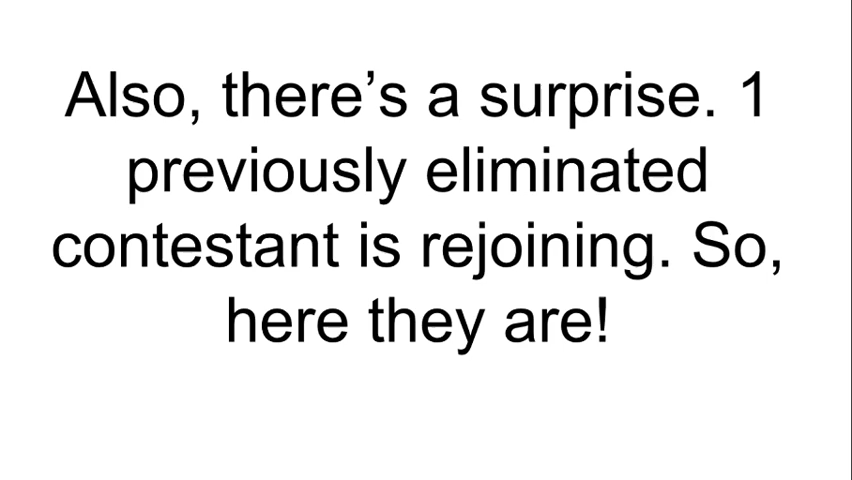 Also, there’s a surprise. 1
previously eliminated
contestant is rejoining. So,
here they are!